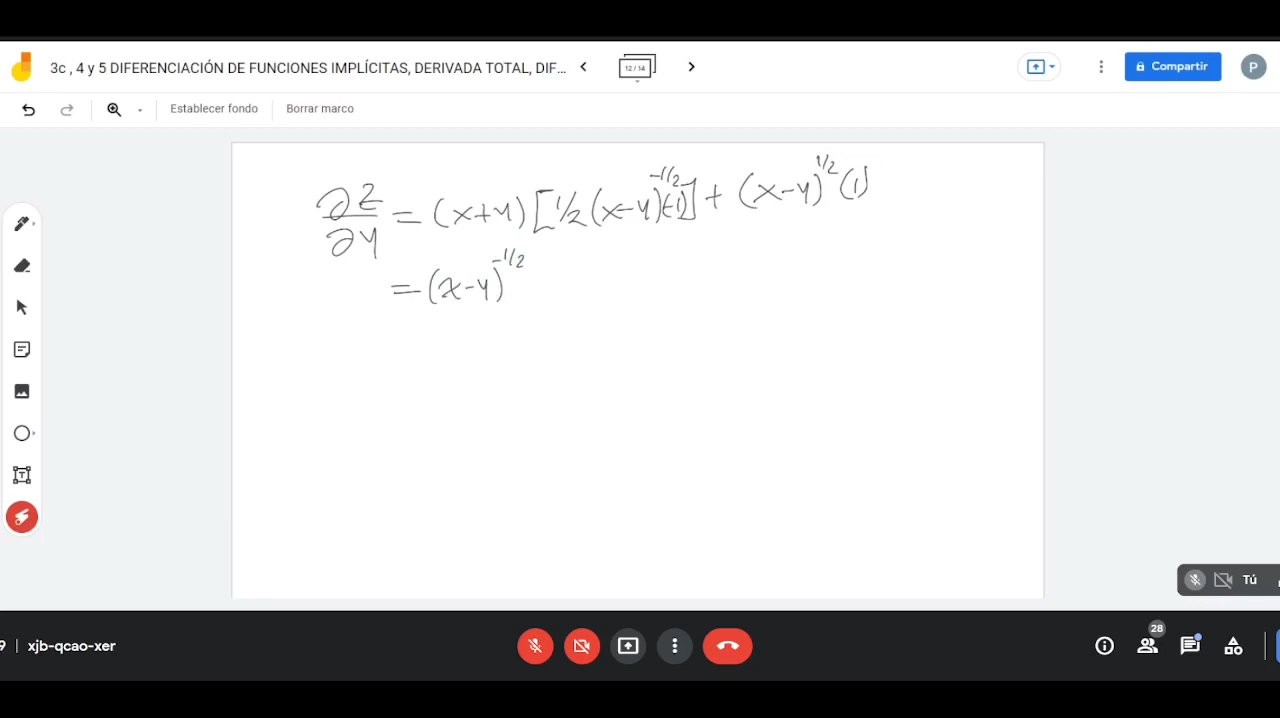 3c , 4 y 5 DIFERENCIACIÓN DE FUNCIONES IMPLÍCITAS, DERIVADA TOTAL, DIF...
12 / 14
Compartir
P
Establecer fondo
Borrar marco
∂z/∂y = (x+y) [1/2 (x-y)^-1/2 (-1)] + (x-y)^1/2 (1)
= (x-y)^-1/2
Tú
9 | xjb-qcao-xer
28